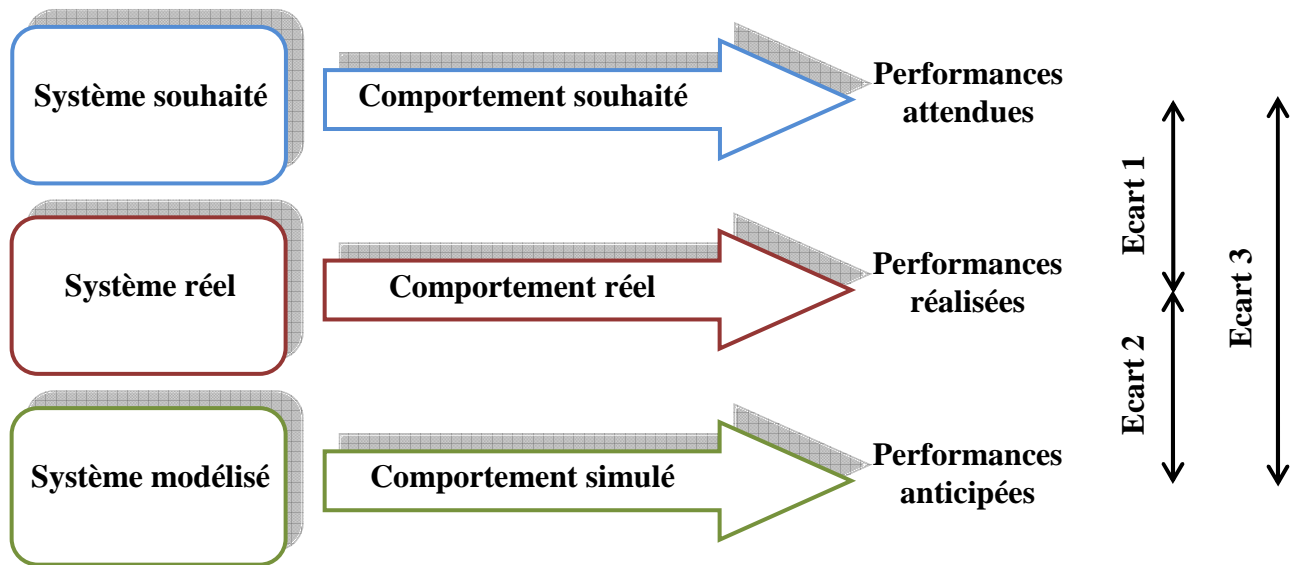 Système souhaité
Comportement souhaité
Performances
attendues
Ecart 1
Ecart 3
Système réel
Comportement réel
Performances
réalisées
Ecart 2
Système modélisé
Comportement simulé
Performances
anticipées